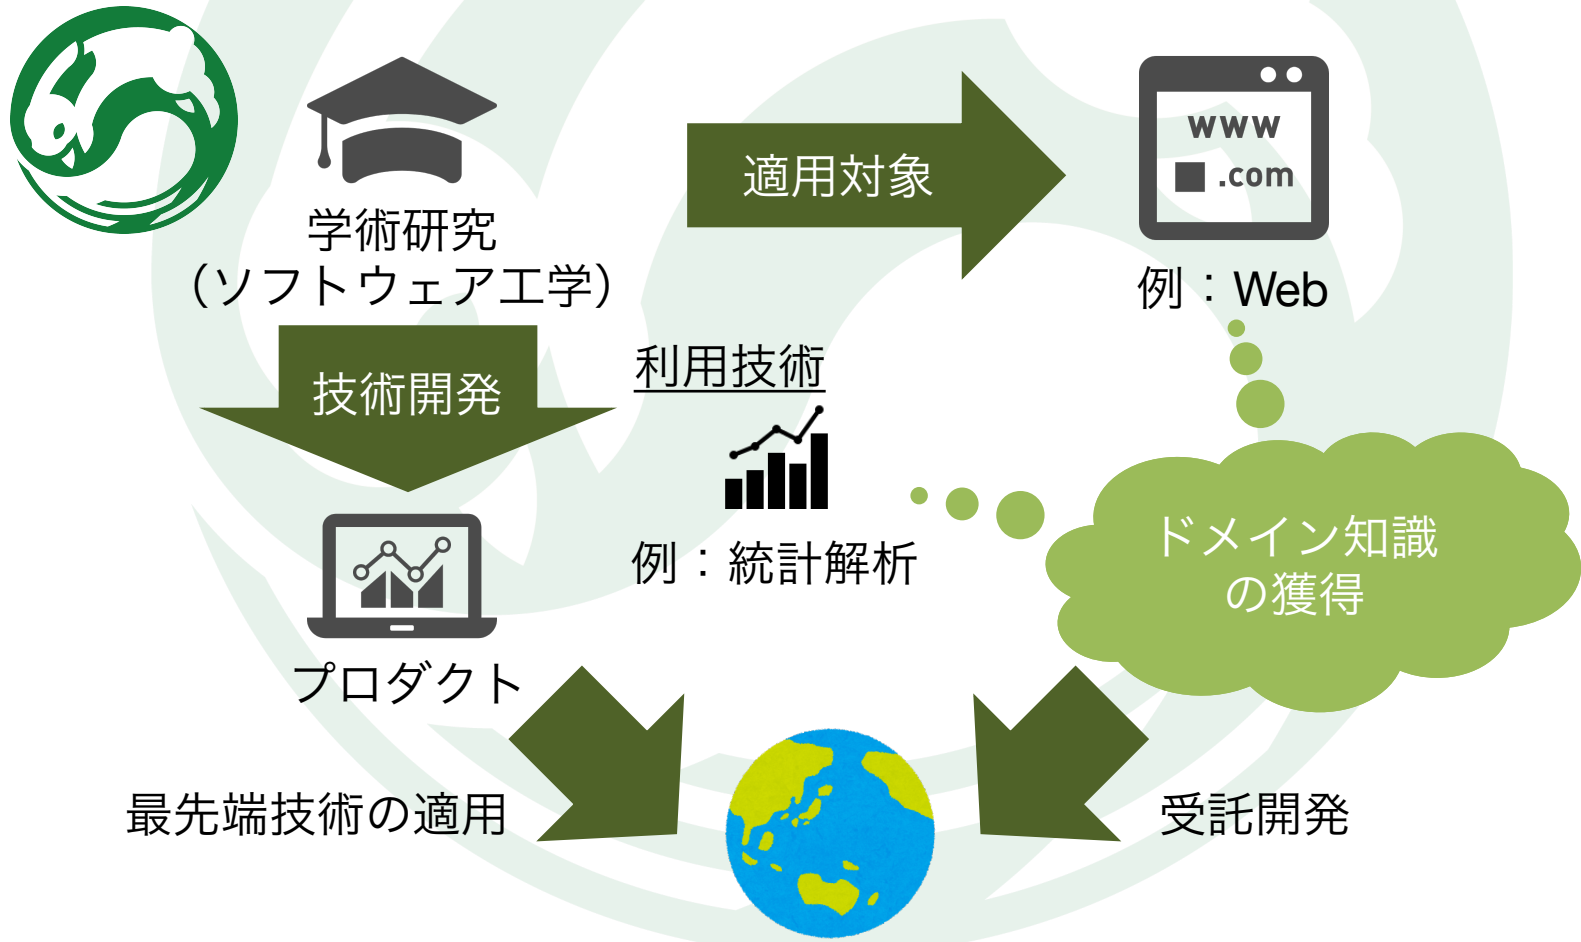 学術研究
（ソフトウェア工学）
適用対象
www
.com
例：Web
技術開発
利用技術
例：統計解析
ドメイン知識
の獲得
プロダクト
最先端技術の適用
受託開発